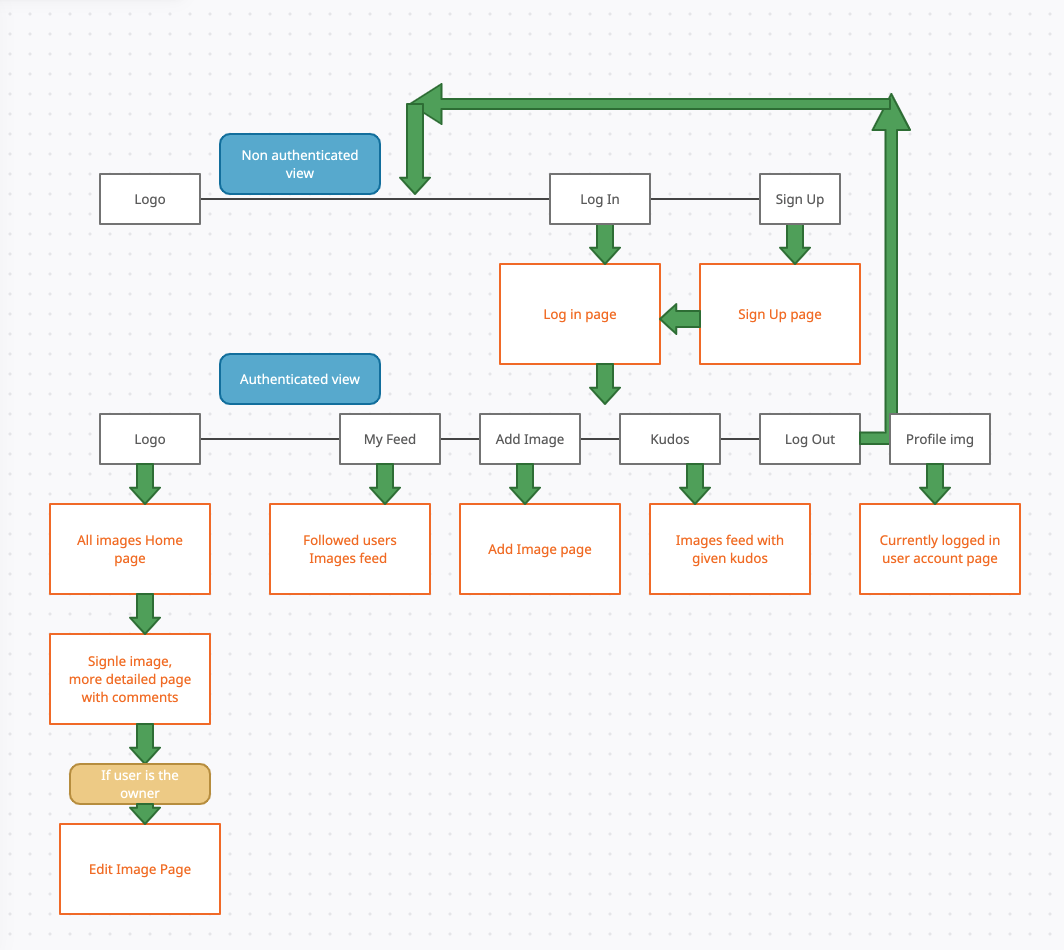 Non authenticated
view
Logo
Log In
Sign Up
Log in page
Sign Up page
Authenticated view
Logo
My Feed
Add Image
Kudos
Log Out
Profile img
All images Home
page
Followed users
Images feed
Add Image page
Images feed with
given kudos
Currently logged in
user account page
Signle image,
more detailed page
with comments
If user is the
owner
Edit Image Page